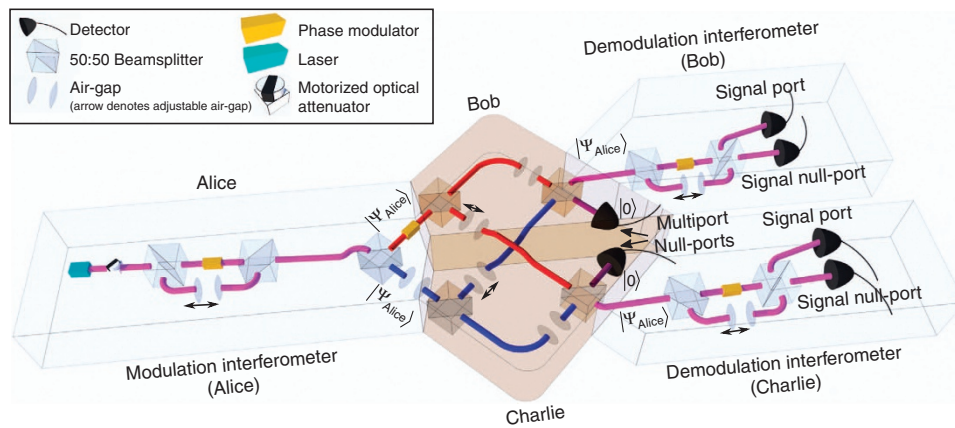 Detector
50:50 Beamsplitter
Air-gap
(arrow denotes adjustable air-gap)
Phase modulator
Laser
Motorized optical
attenuator
Demodulation interferometer
(Bob)
Signal port
Signal null-port
Bob
|Ψ_Alice⟩
Alice
|Ψ_Alice⟩
|Ψ_Alice⟩
|0⟩
Multiport
Null-ports
|0⟩
Signal port
Signal null-port
|Ψ_Alice⟩
Modulation interferometer
(Alice)
Demodulation interferometer
(Charlie)
Charlie